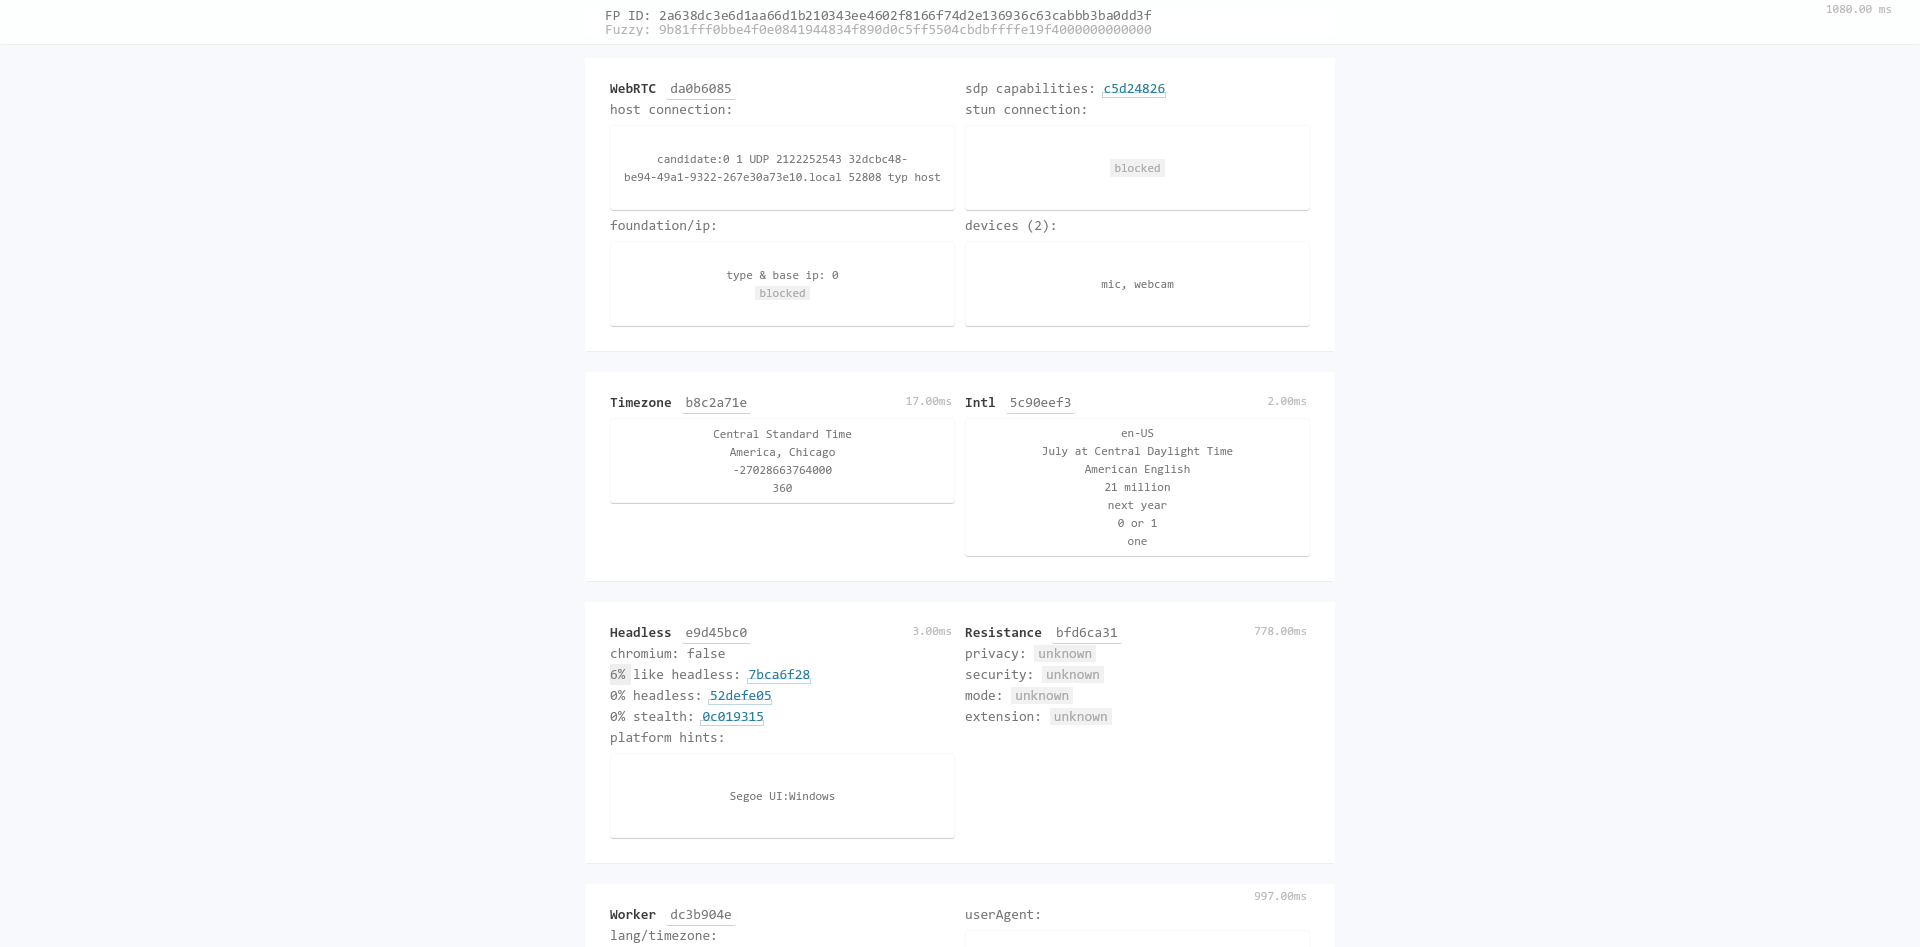 FP ID: 2a638dc3e6d1aa66d1b210343ee4602f8166f74d2e136936c63cabbb3ba0dd3f
1080.00 ms
Fuzzy: 9b81fff0bbe4f0e0841944834f890d0c5ff5504cbdbffffe19f4000000000000
WebRTC da0b6085
host connection:
candidate:0 1 UDP 2122252543 32dcbc48-
be94-49a1-9322-267e30a73e10.local 52808 typ host
foundation/ip:
type & base ip: 0
blocked
sdp capabilities: c5d24826
stun connection:
blocked
devices (2):
mic, webcam
Timezone b8c2a71e 17.00ms
Central Standard Time
America, Chicago
-27028663764000
360
Intl 5c90eef3 2.00ms
en-US
July at Central Daylight Time
American English
21 million
next year
0 or 1
one
Headless e9d45bc0 3.00ms
chromium: false
6% like headless: 7bca6f28
0% headless: 52defe05
0% stealth: 0c019315
platform hints:
Segoe UI:Windows
Resistance bfd6ca31 778.00ms
privacy: unknown
security: unknown
mode: unknown
extension: unknown
997.00ms
Worker dc3b904e
lang/timezone:
userAgent: